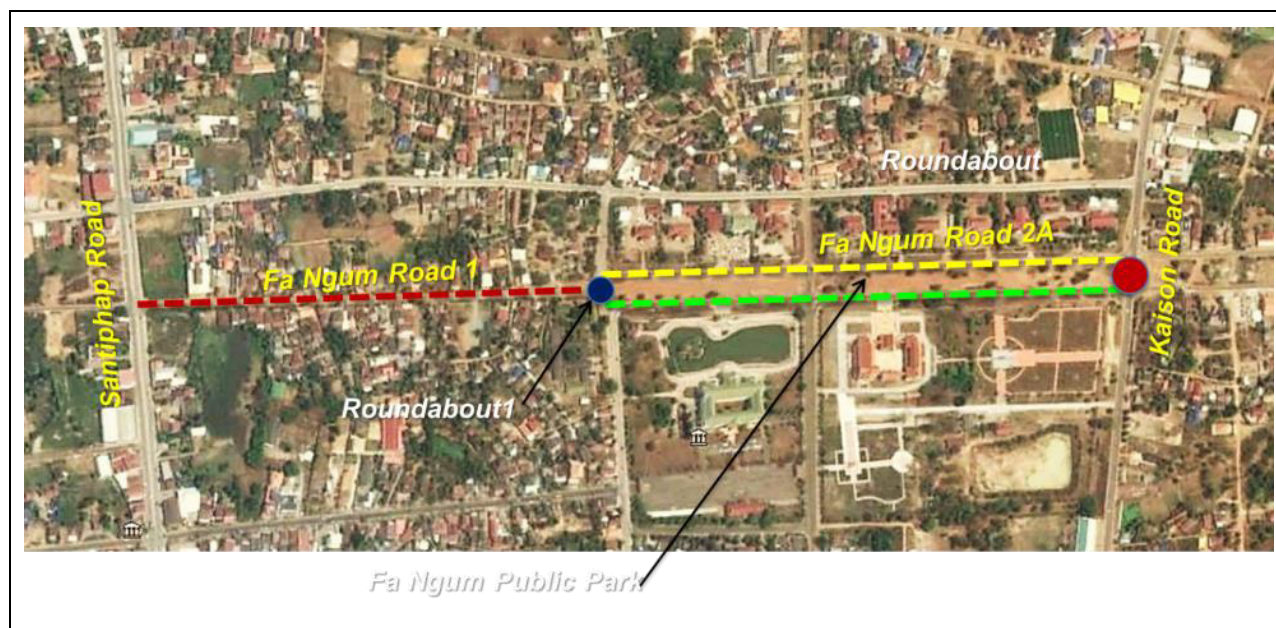 Roundabout
Santiphap Road
Fa Ngum Road 1
Fa Ngum Road 2A
Kaison Road
Roundabout1
Fa Ngum Public Park